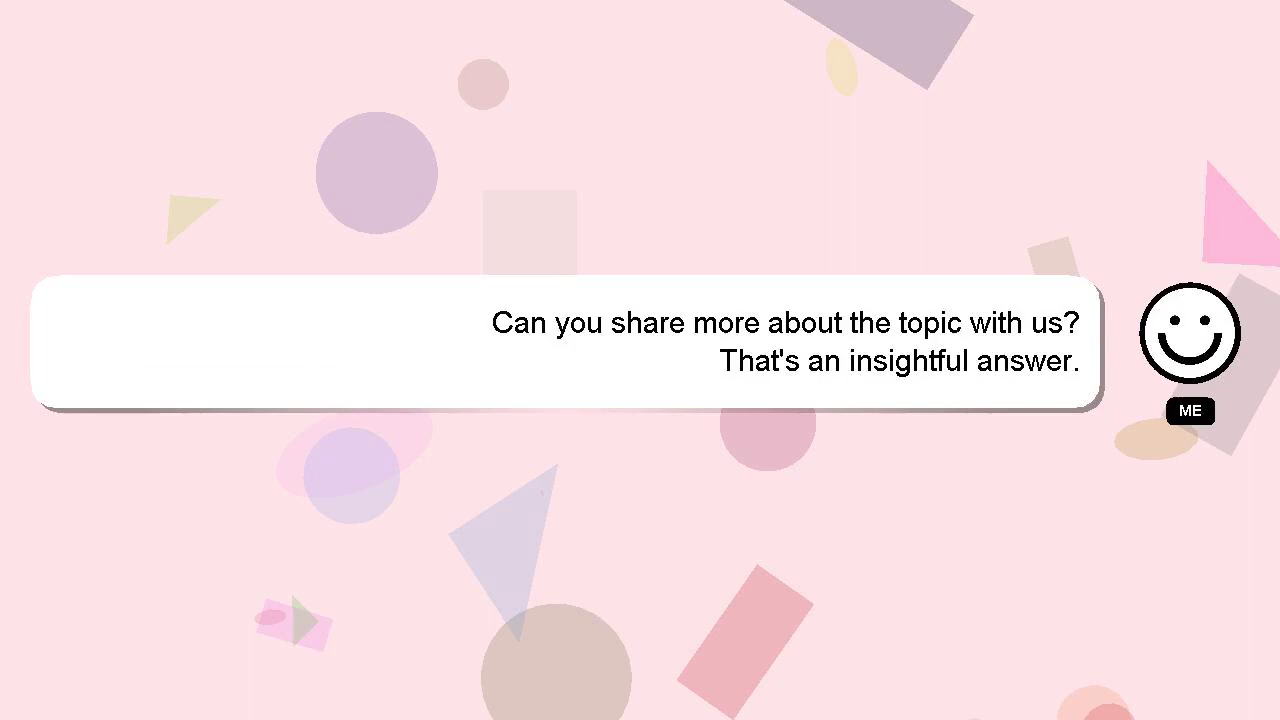 Can you share more about the topic with us?
That's an insightful answer.
ME